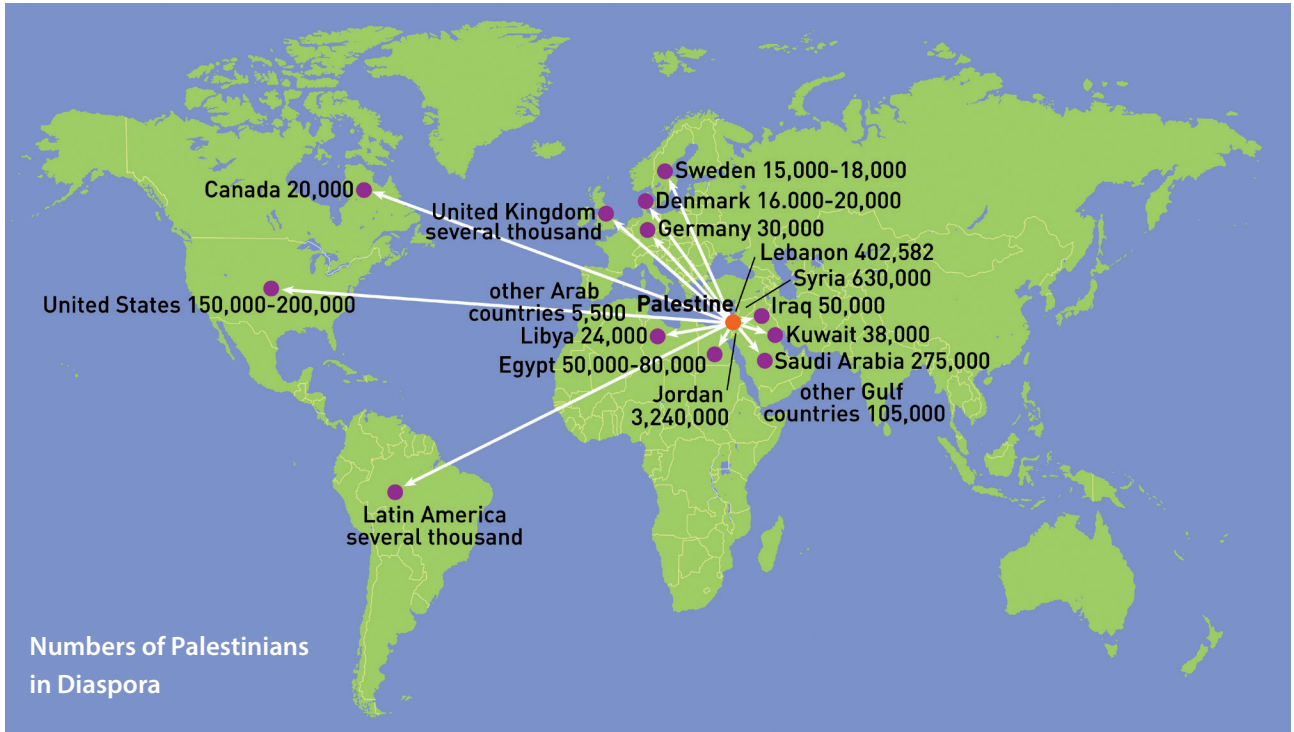 Sweden 15,000-18,000
Canada 20,000
Denmark 16.000-20,000
United Kingdom
several thousand
Germany 30,000
Lebanon 402,582
Syria 630,000
United States 150,000-200,000
other Arab
countries 5,500
Palestine
Iraq 50,000
Libya 24,000
Kuwait 38,000
Egypt 50,000-80,000
Saudi Arabia 275,000
Jordan
3,240,000
other Gulf
countries 105,000
Latin America
several thousand
Numbers of Palestinians
in Diaspora